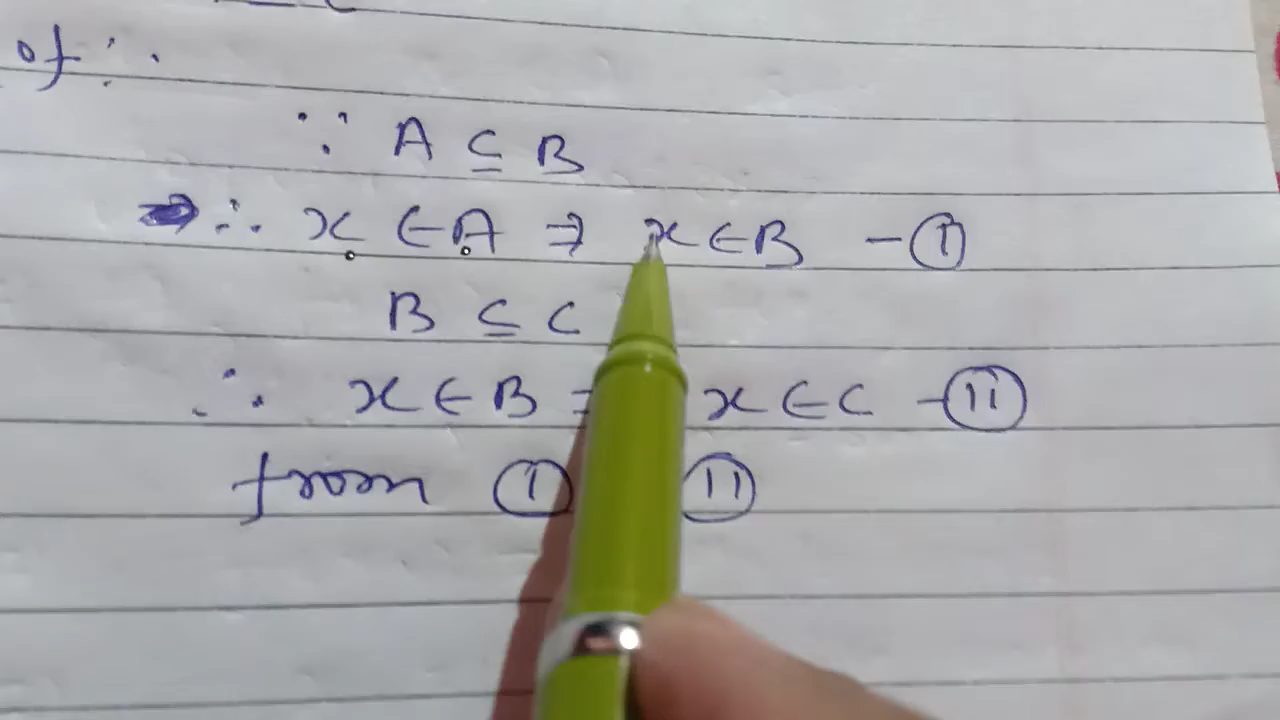 of :.
∵ A ⊆ B
∴ x ∈ A ⇒ x ∈ B - (I)
B ⊆ C
∴ x ∈ B = x ∈ C - (II)
from (I) (II)